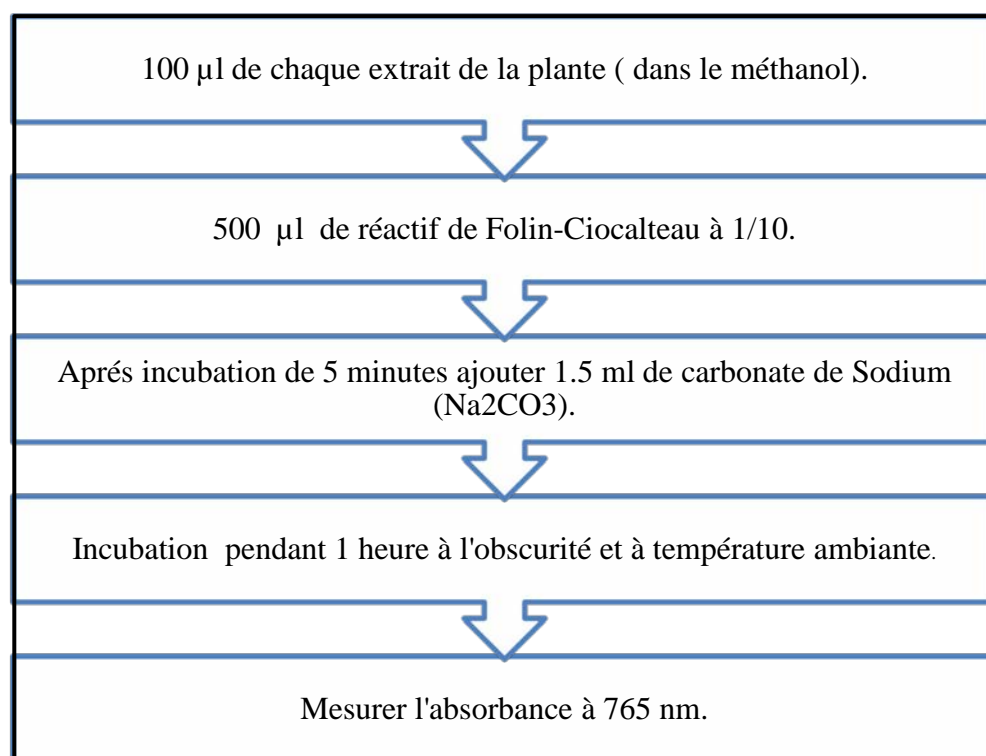 100 µl de chaque extrait de la plante ( dans le méthanol).
500 µl de réactif de Folin-Ciocalteau à 1/10.
Aprés incubation de 5 minutes ajouter 1.5 ml de carbonate de Sodium
(Na2CO3).
Incubation pendant 1 heure à l'obscurité et à température ambiante.
Mesurer l'absorbance à 765 nm.